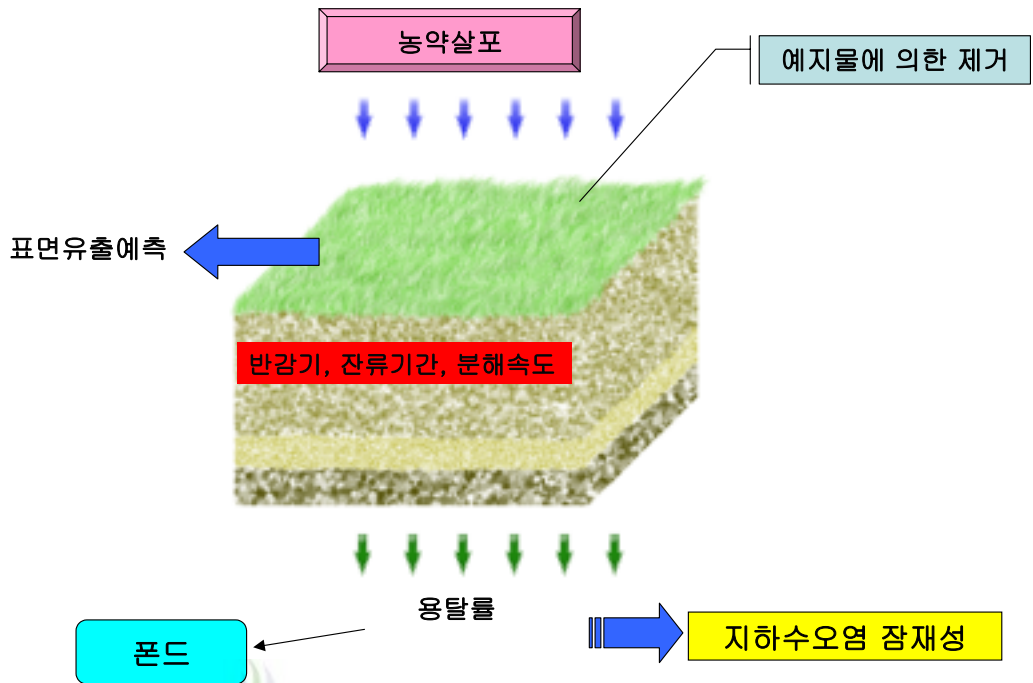 농약살포
예지물에 의한 제거
표면유출예측
반감기, 잔류기간, 분해속도
용탈률
폰드
지하수오염 잠재성